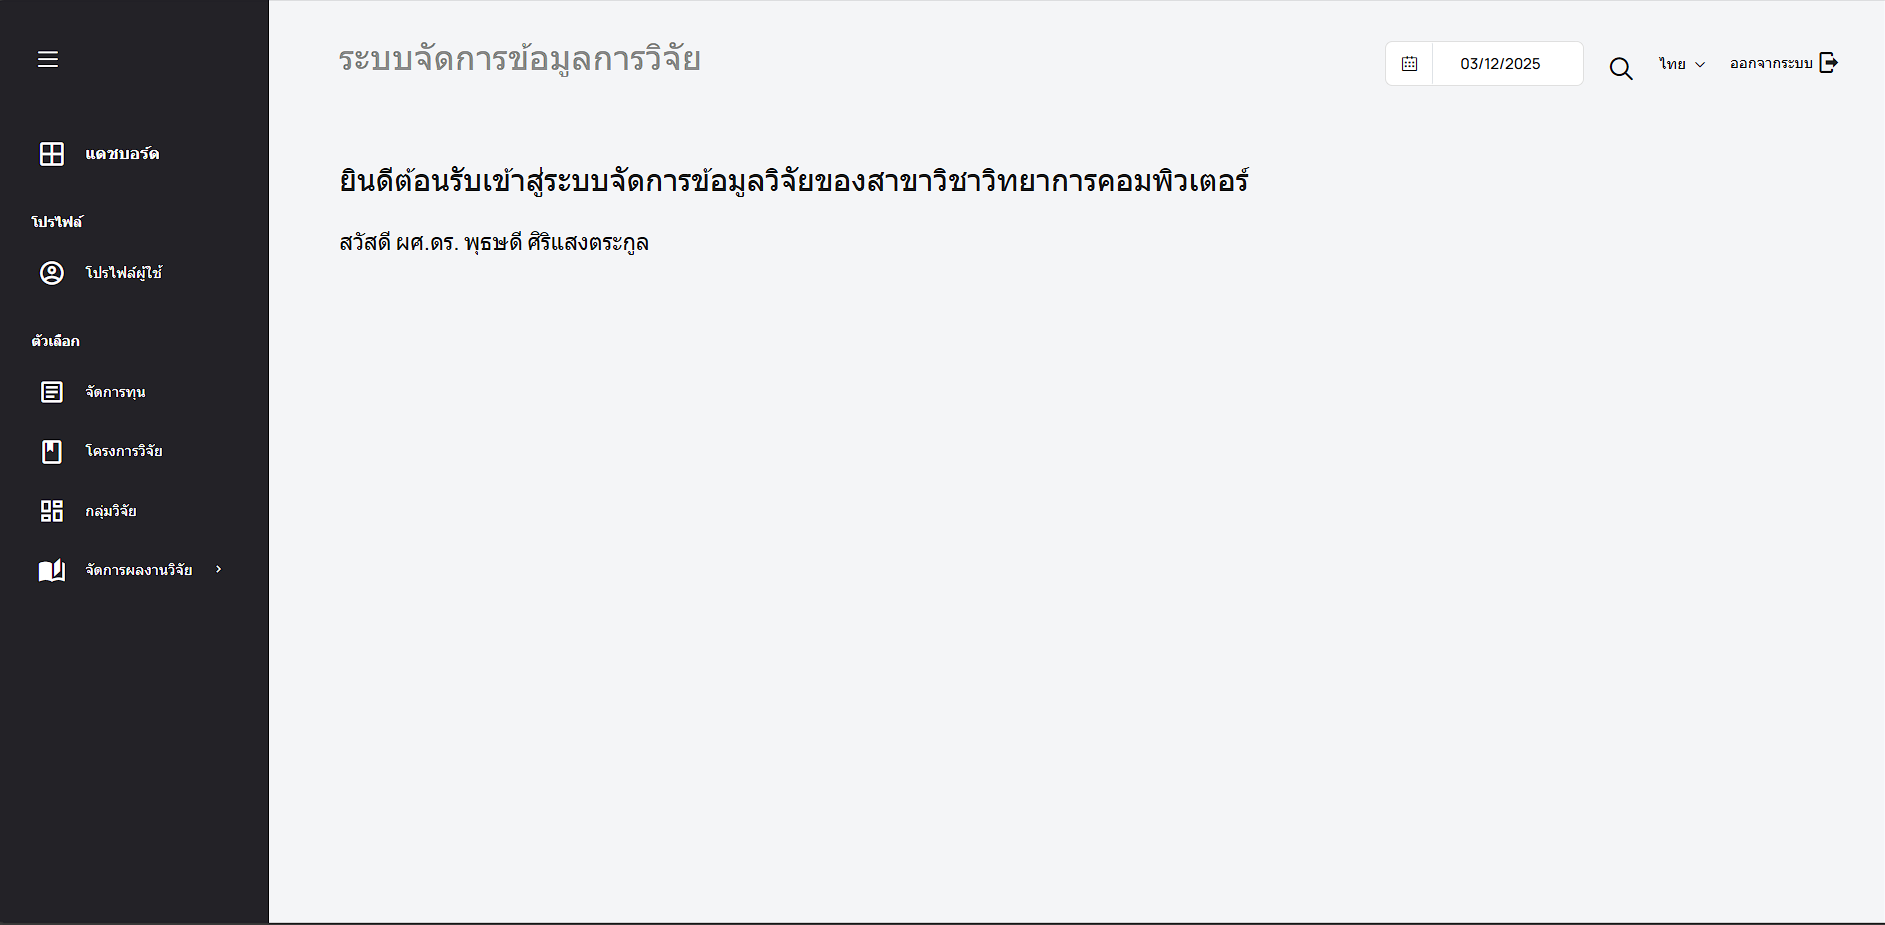 ระบบจัดการข้อมูลการวิจัย
03/12/2025
ไทย
ออกจากระบบ
แดชบอร์ด
โปรไฟล์
โปรไฟล์ผู้ใช้
ตัวเลือก
จัดการทุน
โครงการวิจัย
กลุ่มวิจัย
จัดการผลงานวิจัย
ยินดีต้อนรับเข้าสู่ระบบจัดการข้อมูลวิจัยของสาขาวิชาวิทยาการคอมพิวเตอร์
สวัสดี ผศ.ดร. พุธษดี ศิริแสงตระกูล